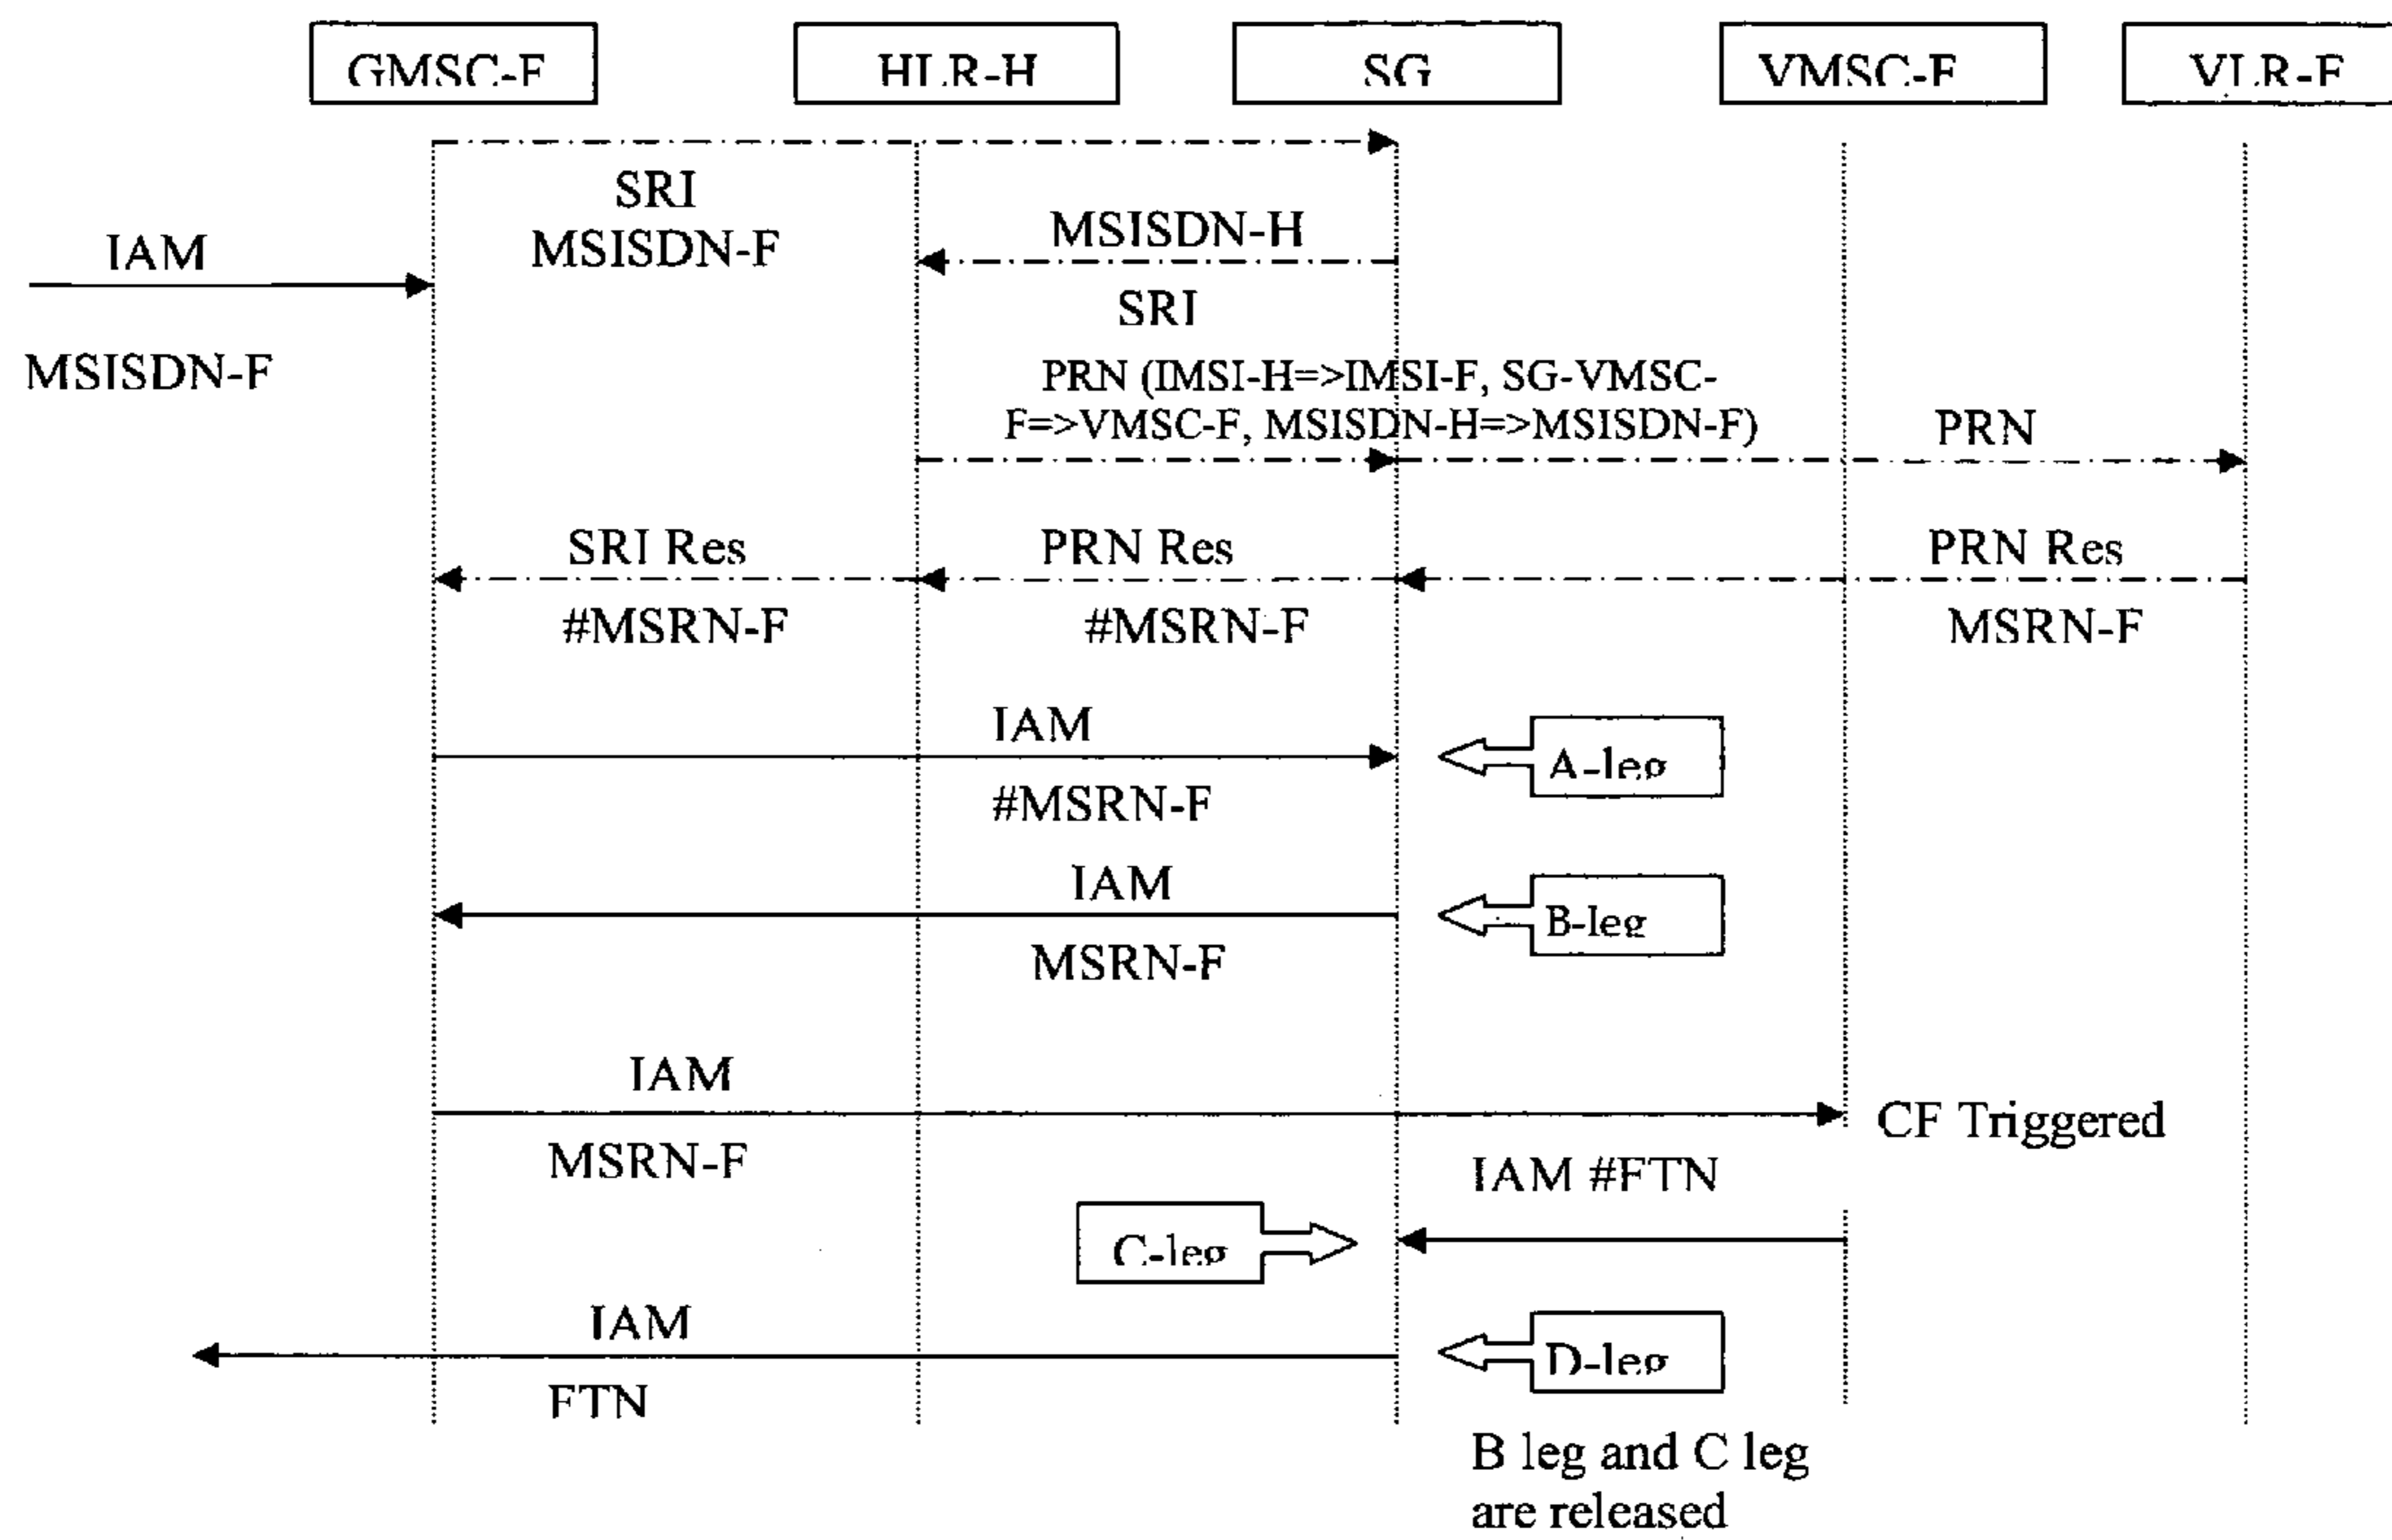 GMSC-F HLR-H SG VMSC-F VLR-F
SRI
MSISDN-F
MSISDN-H
IAM
SRI
MSISDN-F
PRN (IMSI-H=>IMSI-F, SG-VMSC-
F=>VMSC-F, MSISDN-H=>MSISDN-F)
PRN
SRI Res PRN Res PRN Res
#MSRN-F #MSRN-F MSRN-F
IAM
A-leg
#MSRN-F
IAM
B-leg
MSRN-F
IAM
CF Triggered
MSRN-F
IAM #FTN
C-leg
IAM
D-leg
FTN
B leg and C leg
are released